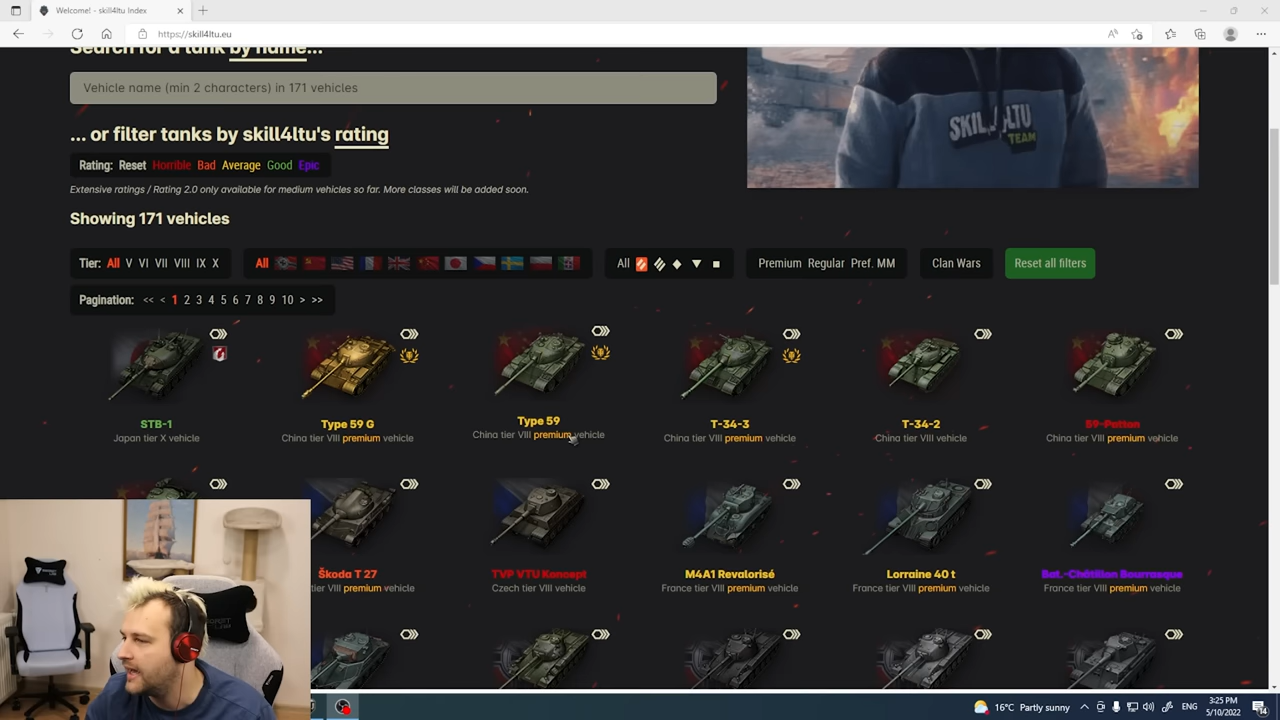 Welcome! - skill4ltu Index
https://skill4ltu.eu
Search for a tank by name...
Vehicle name (min 2 characters) in 171 vehicles
... or filter tanks by skill4ltu's rating
Rating: Reset Horrible Bad Average Good Epic
Extensive ratings / Rating 2.0 only available for medium vehicles so far. More classes will be added soon.
SKILL4LTU
TEAM
Showing 171 vehicles
Tier: All V VI VII VIII IX X
All
All
Premium Regular Pref. MM
Clan Wars
Reset all filters
Pagination: << < 1 2 3 4 5 6 7 8 9 10 > >>
STB-1
Japan tier X vehicle
Type 59 G
China tier VIII premium vehicle
Type 59
China tier VIII premium vehicle
T-34-3
China tier VIII premium vehicle
T-34-2
China tier VIII vehicle
59-Patton
China tier VIII premium vehicle
Škoda T 27
tier VIII premium vehicle
TVP VTU Koncept
Czech tier VIII vehicle
M4A1 Revalorisé
France tier VIII premium vehicle
Lorraine 40 t
France tier VIII premium vehicle
Bat.-Châtillon Bourrasque
France tier VIII premium vehicle
16°C Partly sunny
ENG
3:25 PM
5/10/2022
14